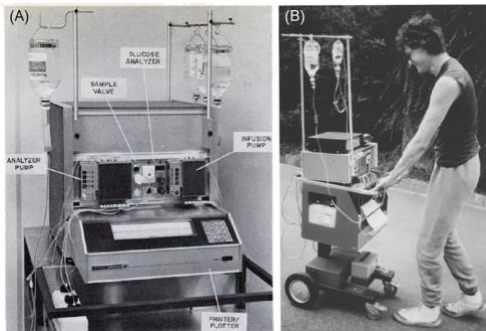 (A)
GLUCOSE
ANALYZER
SAMPLE
VALVE
ANALYZER
PUMP
INFUSION
PUMP
PRINTER/
PLOTTER
(B)